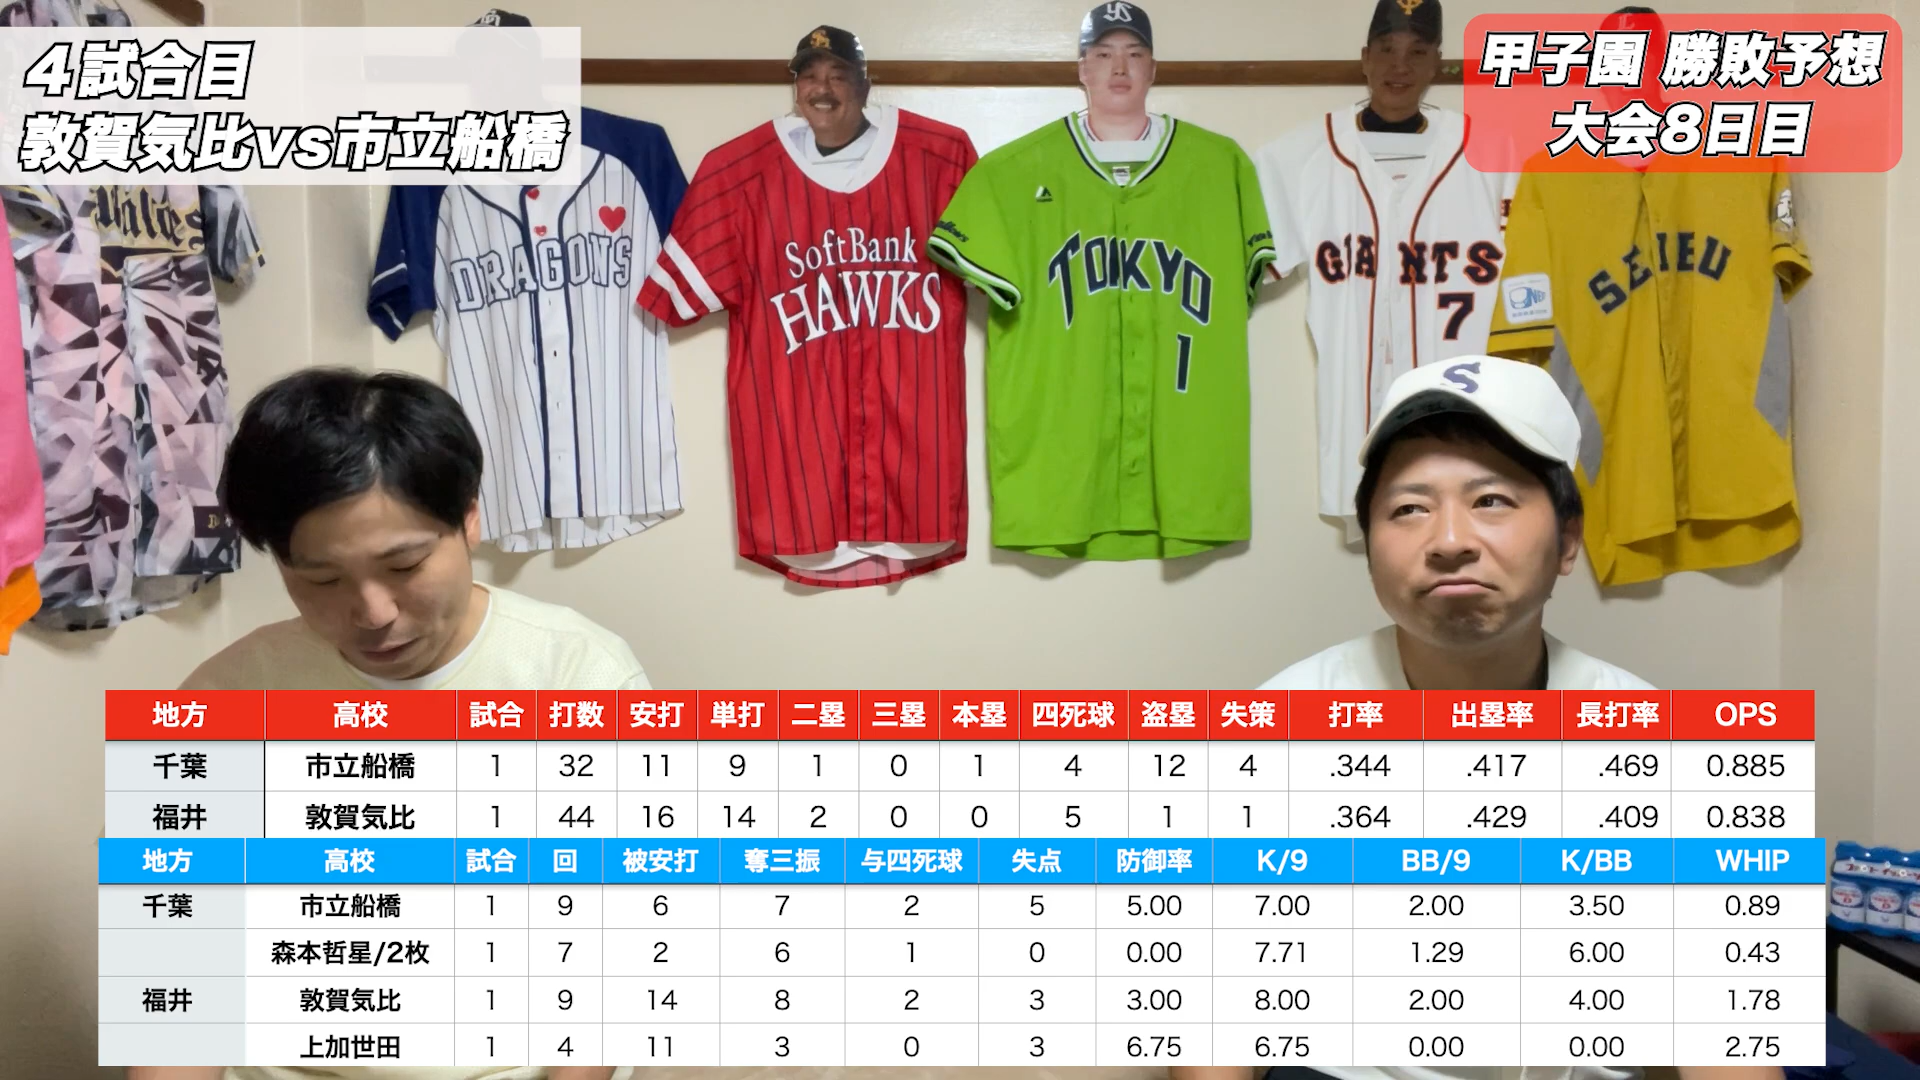 4試合目
敦賀気比vs市立船橋
甲子園 勝敗予想
大会8日目
DRAGONS
SoftBank
HAWKS
TOKYO
1
GIANTS
7
SEIBU
地方 高校 試合 打数 安打 単打 二塁 三塁 本塁 四死球 盗塁 失策 打率 出塁率 長打率 OPS
千葉 市立船橋 1 32 11 9 1 0 1 4 12 4 .344 .417 .469 0.885
福井 敦賀気比 1 44 16 14 2 0 0 5 1 1 .364 .429 .409 0.838
地方 高校 試合 回 被安打 奪三振 与四死球 失点 防御率 K/9 BB/9 K/BB WHIP
千葉 市立船橋 1 9 6 7 2 5 5.00 7.00 2.00 3.50 0.89
森本哲星/2枚 1 7 2 6 1 0 0.00 7.71 1.29 6.00 0.43
福井 敦賀気比 1 9 14 8 2 3 3.00 8.00 2.00 4.00 1.78
上加世田 1 4 11 3 0 3 6.75 6.75 0.00 0.00 2.75